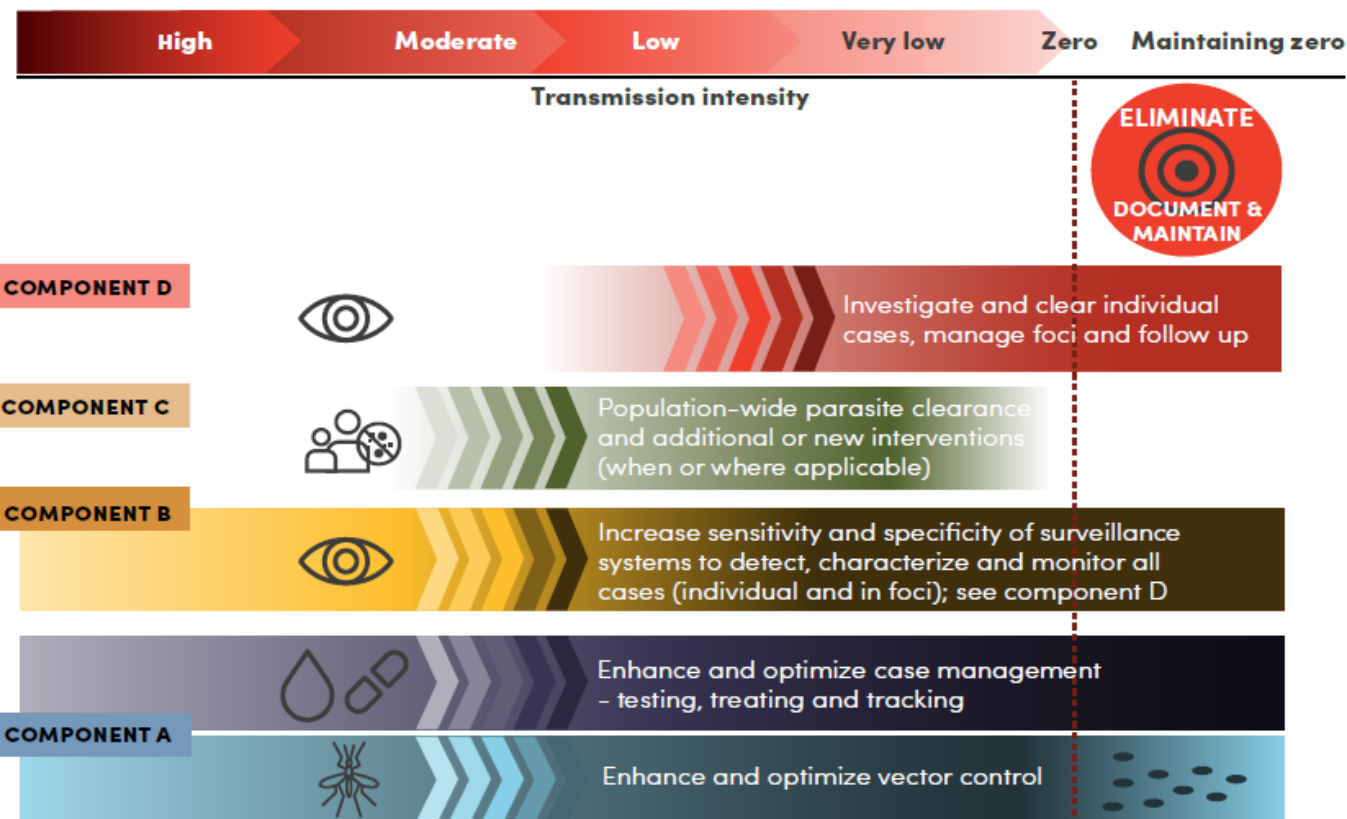 High Moderate Low Very low Zero Maintaining zero
Transmission intensity
ELIMINATE
DOCUMENT &
MAINTAIN
COMPONENT D
Investigate and clear individual
cases, manage foci and follow up
COMPONENT C
Population-wide parasite clearance
and additional or new interventions
(when or where applicable)
COMPONENT B
Increase sensitivity and specificity of surveillance
systems to detect, characterize and monitor all
cases (individual and in foci); see component D
Enhance and optimize case management
– testing, treating and tracking
COMPONENT A
Enhance and optimize vector control